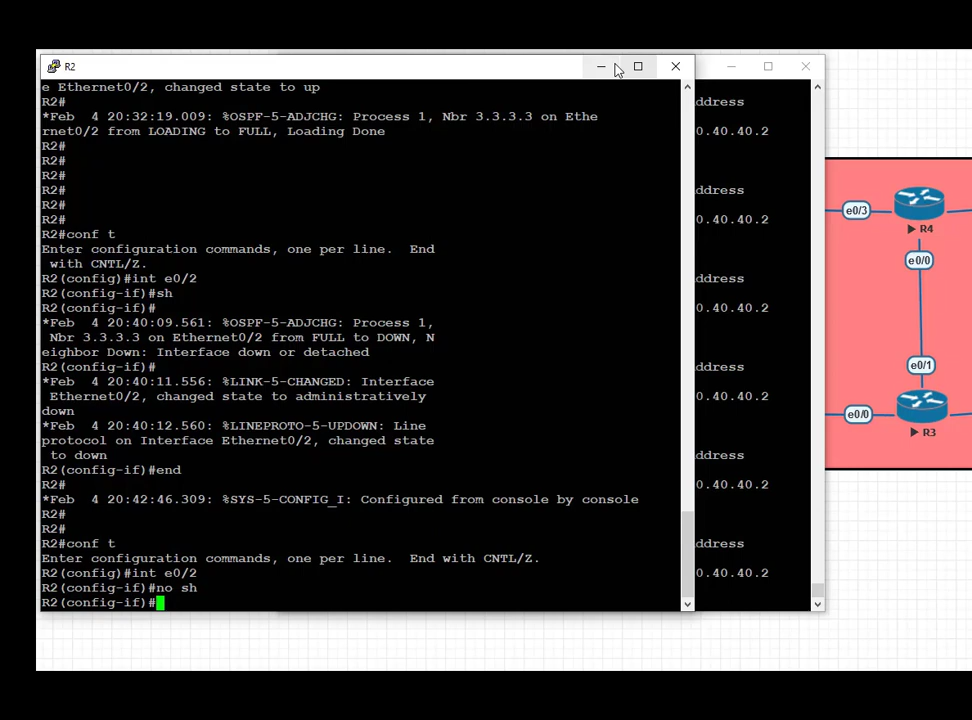 R2
e Ethernet0/2, changed state to up
R2#
*Feb  4 20:32:19.009: %OSPF-5-ADJCHG: Process 1, Nbr 3.3.3.3 on Ethe
rnet0/2 from LOADING to FULL, Loading Done
R2#
R2#
R2#
R2#
R2#
R2#
R2#conf t
Enter configuration commands, one per line.  End
 with CNTL/Z.
R2(config)#int e0/2
R2(config-if)#sh
R2(config-if)#
*Feb  4 20:40:09.561: %OSPF-5-ADJCHG: Process 1,
 Nbr 3.3.3.3 on Ethernet0/2 from FULL to DOWN, N
eighbor Down: Interface down or detached
R2(config-if)#
*Feb  4 20:40:11.556: %LINK-5-CHANGED: Interface
 Ethernet0/2, changed state to administratively
down
*Feb  4 20:40:12.560: %LINEPROTO-5-UPDOWN: Line
protocol on Interface Ethernet0/2, changed state
 to down
R2(config-if)#end
R2#
*Feb  4 20:42:46.309: %SYS-5-CONFIG_I: Configured from console by console
R2#
R2#
R2#conf t
Enter configuration commands, one per line.  End with CNTL/Z.
R2(config)#int e0/2
R2(config-if)#no sh
R2(config-if)#
ddress
0.40.40.2
ddress
0.40.40.2
ddress
0.40.40.2
ddress
0.40.40.2
ddress
0.40.40.2
ddress
0.40.40.2
e0/3
R4
e0/0
e0/1
e0/0
R3